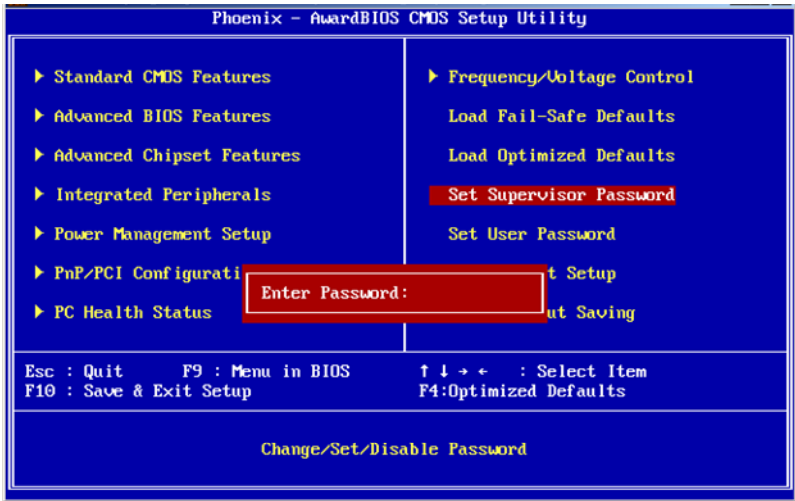 Phoenix - AwardBIOS CMOS Setup Utility
Standard CMOS Features
Advanced BIOS Features
Advanced Chipset Features
Integrated Peripherals
Power Management Setup
PnP/PCI Configurati
PC Health Status
Frequency/Voltage Control
Load Fail-Safe Defaults
Load Optimized Defaults
Set Supervisor Password
Set User Password
t Setup
ut Saving
Enter Password:
Esc : Quit F9 : Menu in BIOS ↑ ↓ → ← : Select Item
F10 : Save & Exit Setup F4:Optimized Defaults
Change/Set/Disable Password